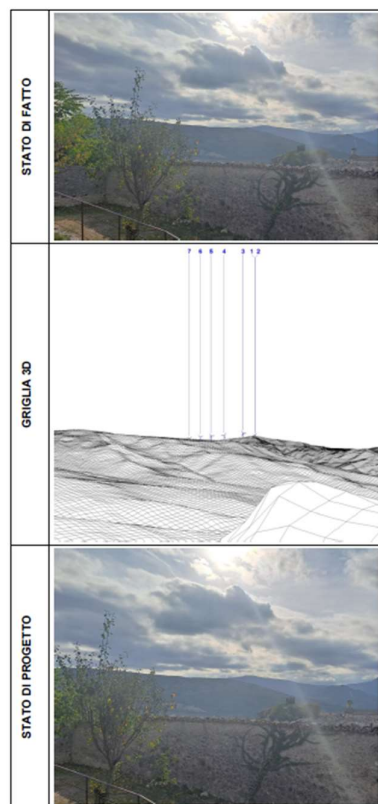 STATO DI FATTO
7 6 5 4 3 1 2
GRIGLIA 3D
STATO DI PROGETTO